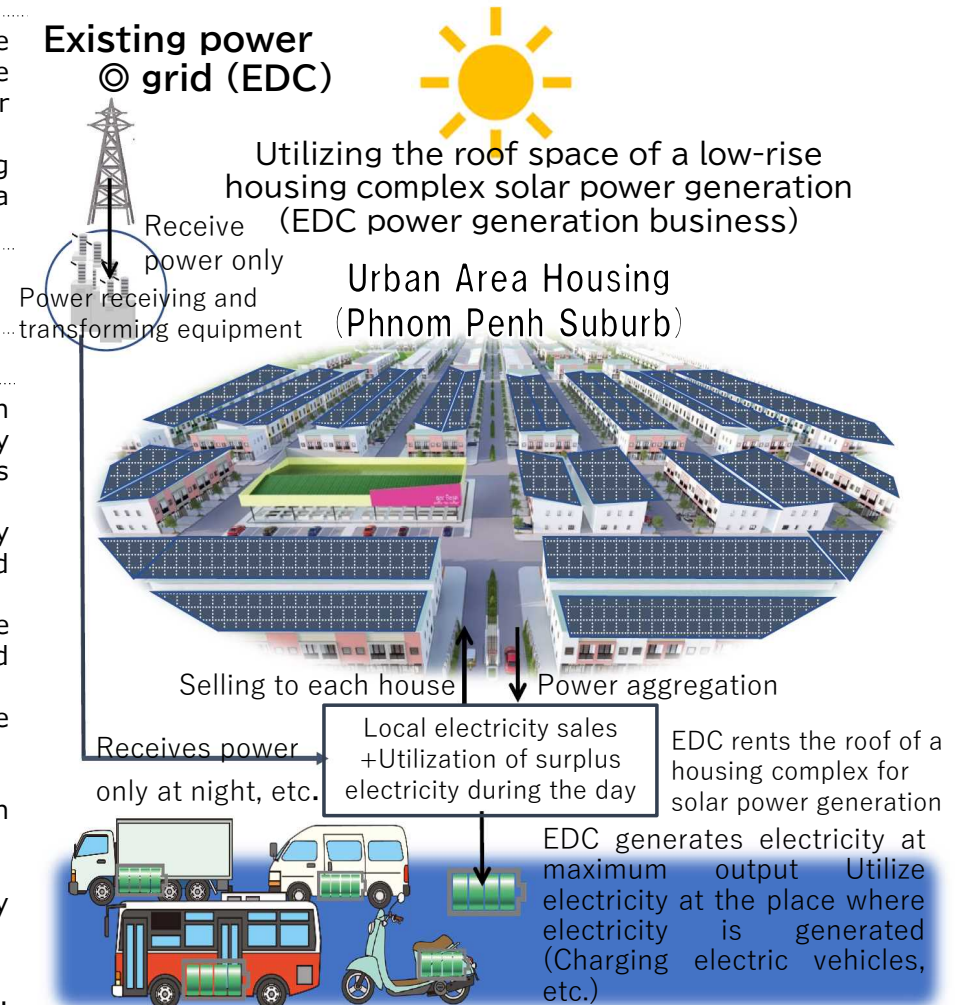 Existing power
◎ grid (EDC)
Utilizing the roof space of a low-rise
housing complex solar power generation
(EDC power generation business)
Receive
power only
Power receiving and
transforming equipment
Urban Area Housing
(Phnom Penh Suburb)
Selling to each house
Power aggregation
Receives power
only at night, etc.
Local electricity sales
+Utilization of surplus
electricity during the day
EDC rents the roof of a
housing complex for
solar power generation
EDC generates electricity at
maximum output Utilize
electricity at the place where
electricity is generated
(Charging electric vehicles,
etc.)